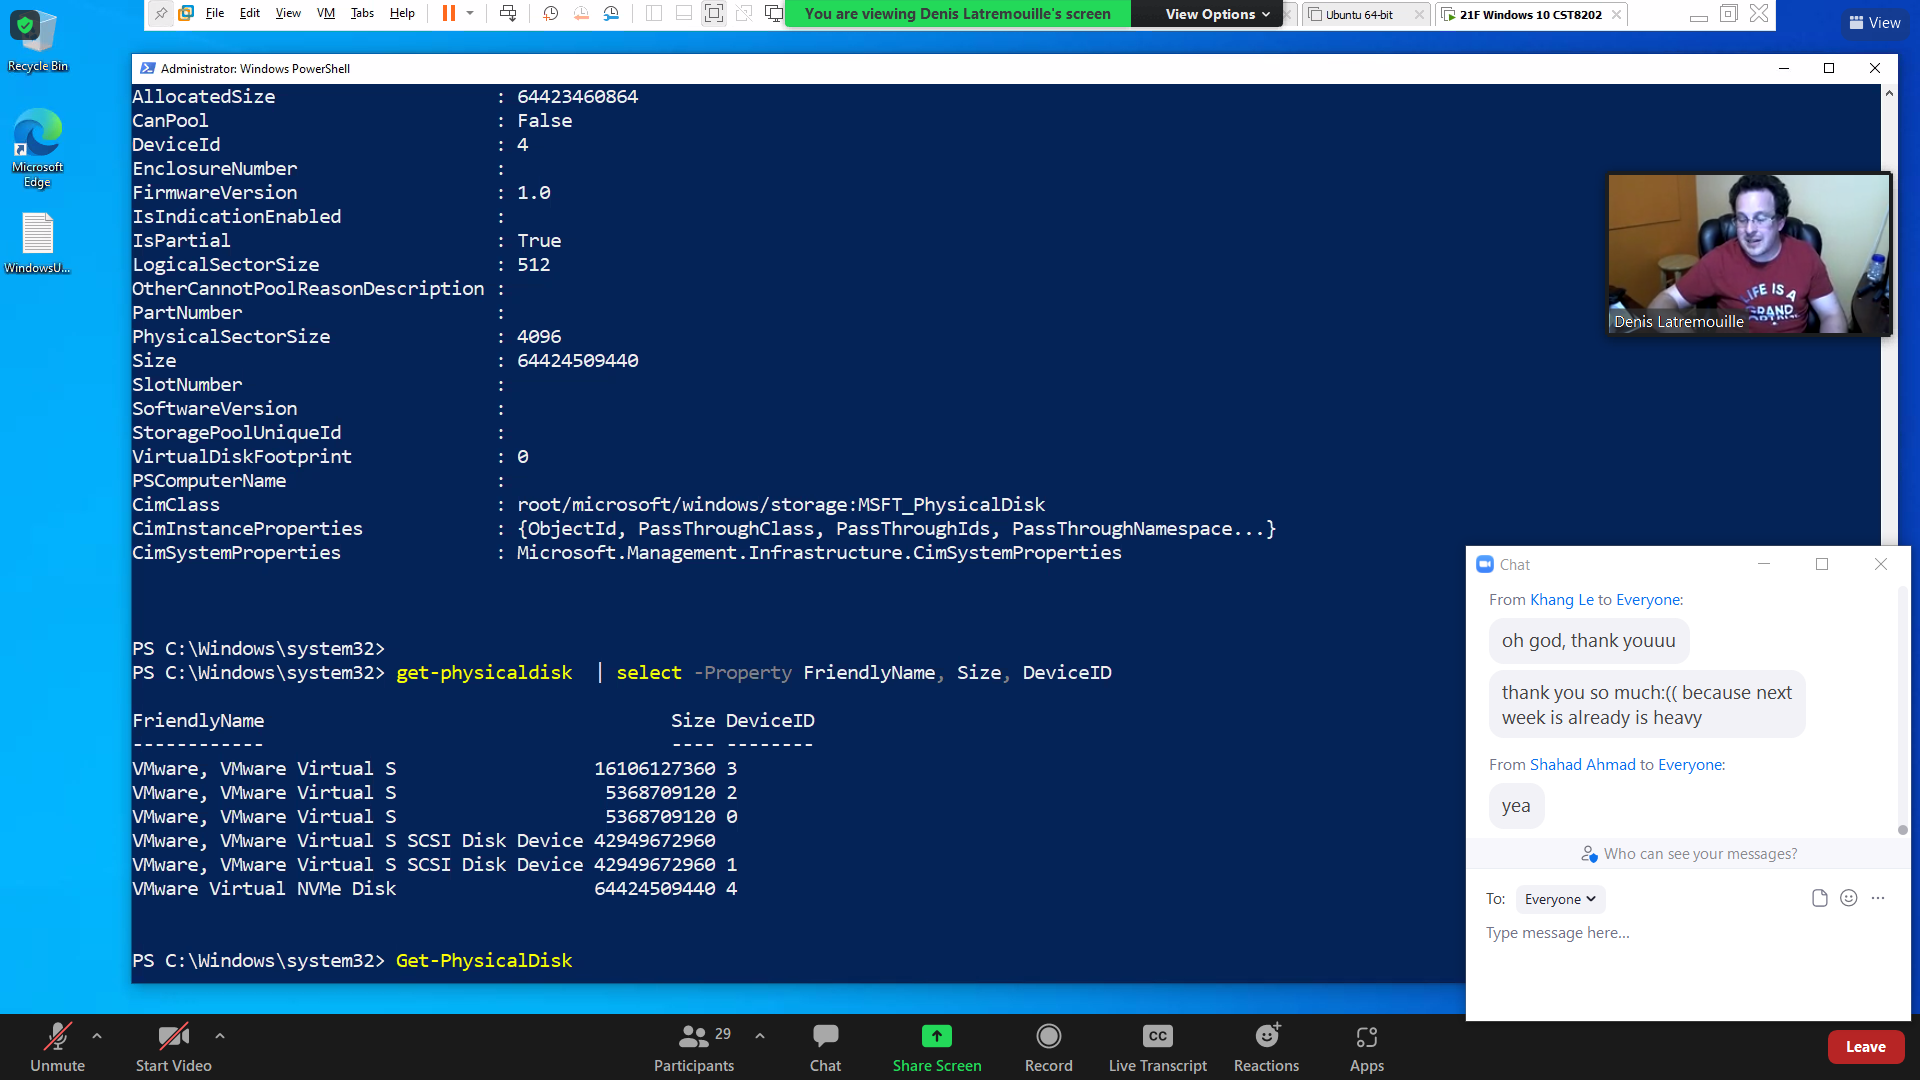 File Edit View VM Tabs Help
You are viewing Denis Latremouille's screen
View Options
Ubuntu 64-bit
21F Windows 10 CST8202
View
Recycle Bin
Microsoft
Edge
WindowsU...
Administrator: Windows PowerShell
AllocatedSize : 64423460864
CanPool : False
DeviceId : 4
EnclosureNumber :
FirmwareVersion : 1.0
IsIndicationEnabled :
IsPartial : True
LogicalSectorSize : 512
OtherCannotPoolReasonDescription :
PartNumber :
PhysicalSectorSize : 4096
Size : 64424509440
SlotNumber :
SoftwareVersion :
StoragePoolUniqueId :
VirtualDiskFootprint : 0
PSComputerName :
CimClass : root/microsoft/windows/storage:MSFT_PhysicalDisk
CimInstanceProperties : {ObjectId, PassThroughClass, PassThroughIds, PassThroughNamespace...}
CimSystemProperties : Microsoft.Management.Infrastructure.CimSystemProperties
PS C:\Windows\system32>
PS C:\Windows\system32> get-physicaldisk | select -Property FriendlyName, Size, DeviceID
FriendlyName Size DeviceID
------------ ---- --------
VMware, VMware Virtual S 16106127360 3
VMware, VMware Virtual S 5368709120 2
VMware, VMware Virtual S 5368709120 0
VMware, VMware Virtual S SCSI Disk Device 42949672960
VMware, VMware Virtual S SCSI Disk Device 42949672960 1
VMware Virtual NVMe Disk 64424509440 4
PS C:\Windows\system32> Get-PhysicalDisk
LIFE IS A
GRAND
Denis Latremouille
Chat
From Khang Le to Everyone:
oh god, thank youuu
thank you so much:(( because next
week is already is heavy
From Shahad Ahmad to Everyone:
yea
Who can see your messages?
To: Everyone
Type message here...
Unmute
Start Video
29
Participants
Chat
Share Screen
Record
CC
Live Transcript
Reactions
Apps
Leave